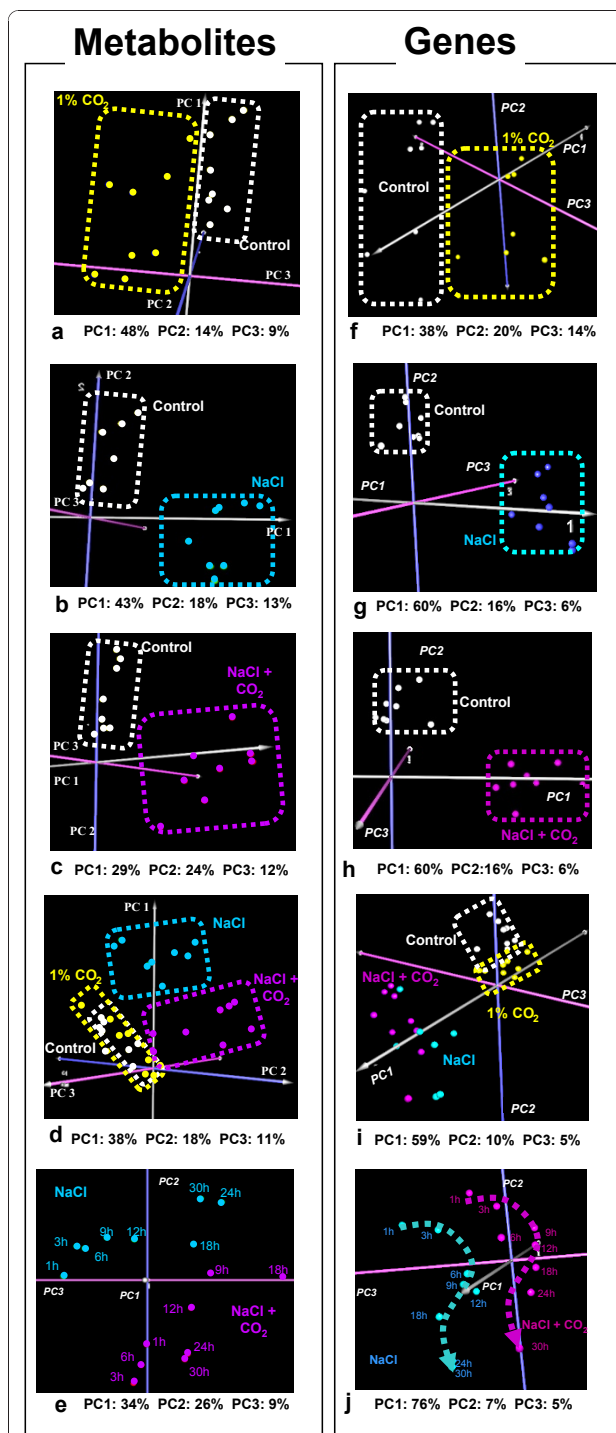 Metabolites
Genes
1% CO2
PC 1
Control
PC 3
PC 2
a
PC1: 48% PC2: 14% PC3: 9%
PC2
1% CO2
PC1
Control
PC3
f
PC1: 38% PC2: 20% PC3: 14%
PC 2
Control
NaCl
PC 3
PC 1
b
PC1: 43% PC2: 18% PC3: 13%
PC2
Control
PC1
PC3
3
1
NaCl
g
PC1: 60% PC2: 16% PC3: 6%
Control
NaCl +
CO2
PC 3
PC 1
PC 2
c
PC1: 29% PC2: 24% PC3: 12%
PC2
Control
PC1
PC3
NaCl + CO2
h
PC1: 60% PC2:16% PC3: 6%
PC 1
NaCl
1% CO2
NaCl +
CO2
Control
PC 3
PC 2
d
PC1: 38% PC2: 18% PC3: 11%
Control
NaCl + CO2
PC3
1% CO2
PC1
NaCl
PC2
i
PC1: 59% PC2: 10% PC3: 5%
NaCl
PC2
30h
24h
9h
12h
3h
6h
18h
1h
9h
18h
PC3
PC1
12h
NaCl +
CO2
1h
6h
24h
30h
3h
e
PC1: 34% PC2: 26% PC3: 9%
PC2
1h
3h
1h
3h
9h
6h
12h
6h
18h
9h
PC1
PC3
12h
24h
18h
NaCl + CO2
30h
NaCl
24h
30h
j
PC1: 76% PC2: 7% PC3: 5%